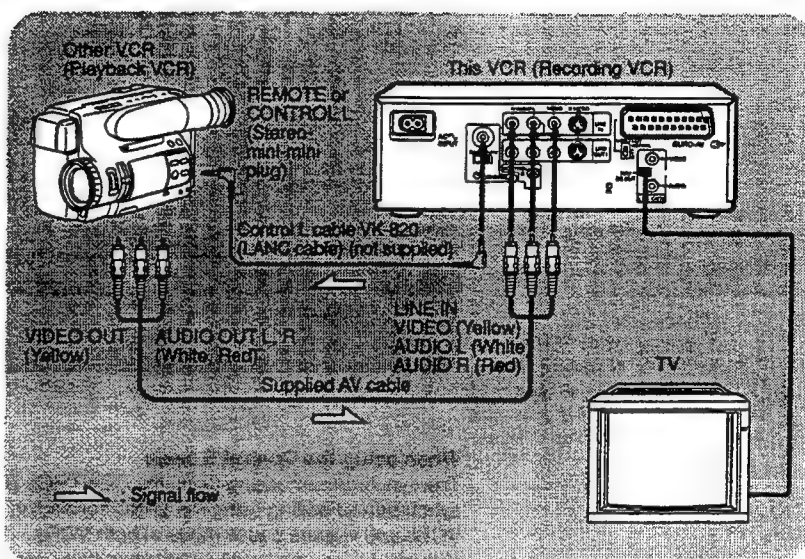 Other VCR
(Playback VCR)
This VCR (Recording VCR)
REMOTE or
CONTROL L
(Stereo-
mini-mini-
plug)
Control L cable VK-820
(LANC cable) (not supplied)
VIDEO OUT
(Yellow)
AUDIO OUT L, R
(White, Red)
LINE IN
VIDEO (Yellow)
AUDIO L (White
AUDIO R (Red)
Supplied AV cable
TV
: Signal flow